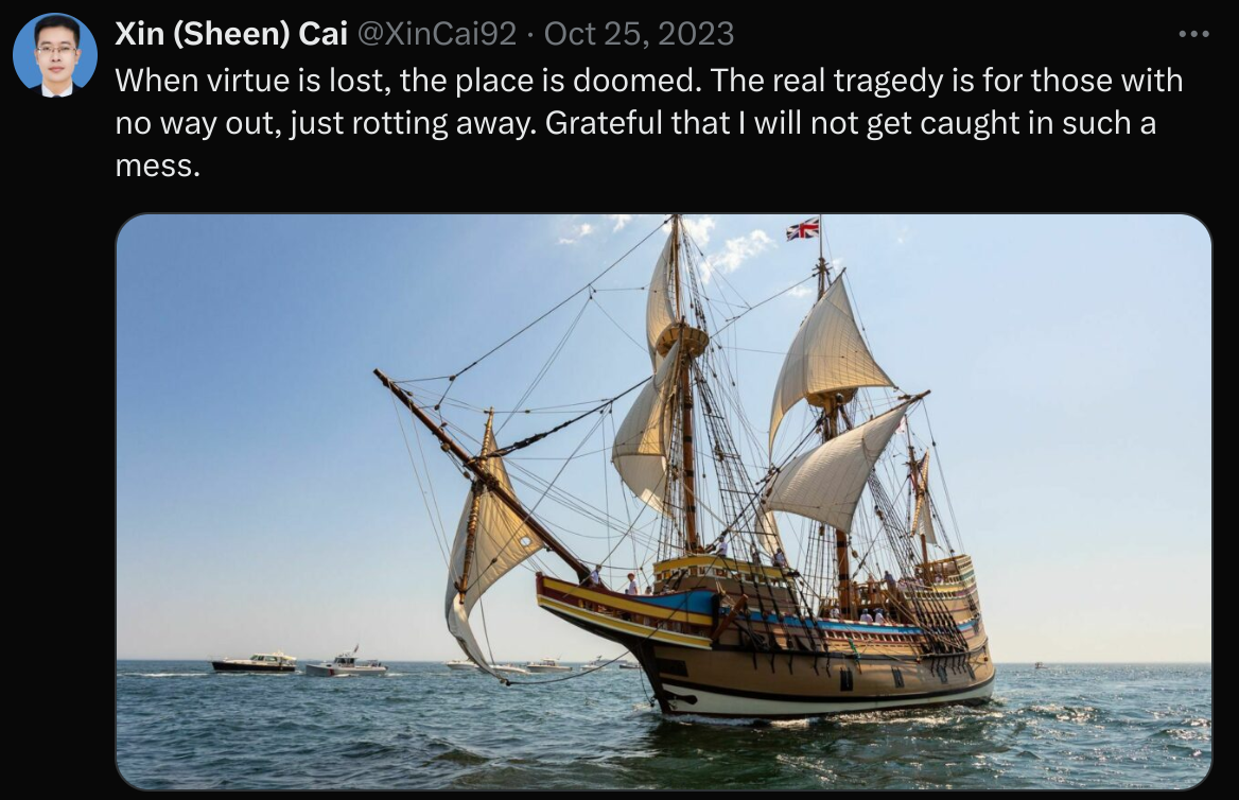 Xin (Sheen) Cai @XinCai92 · Oct 25, 2023
When virtue is lost, the place is doomed. The real tragedy is for those with
no way out, just rotting away. Grateful that I will not get caught in such a
mess.